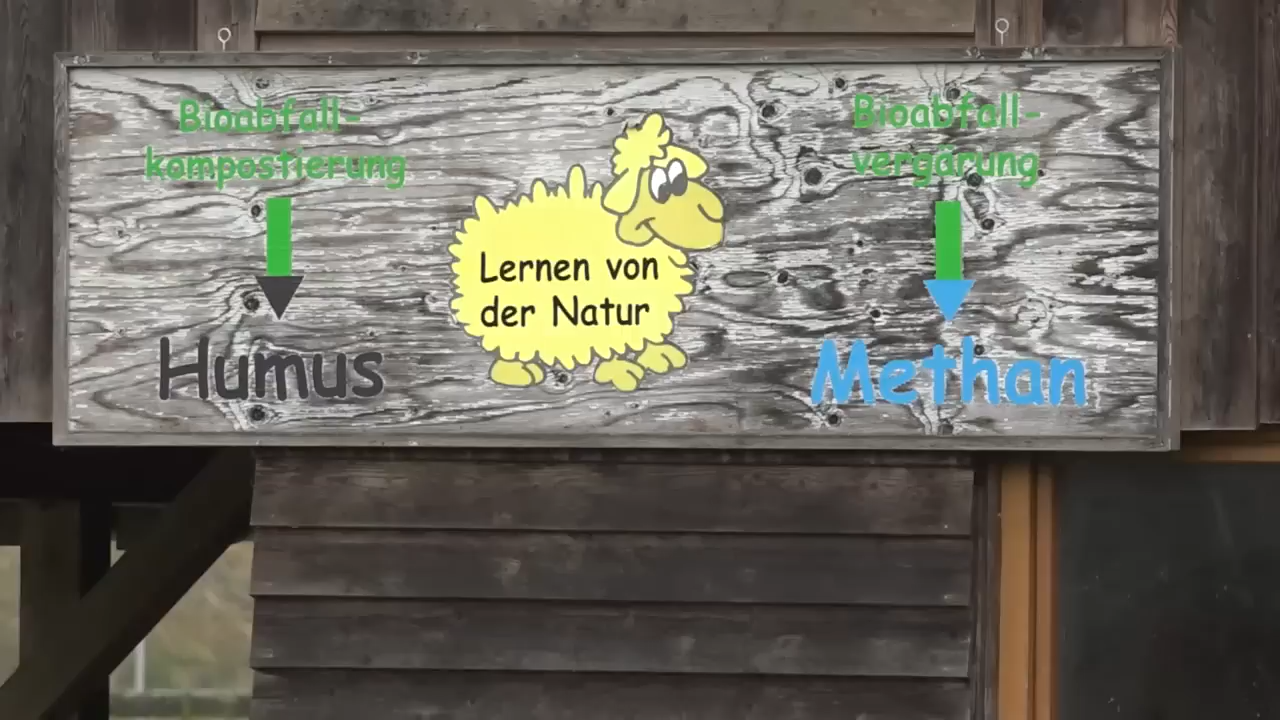 Bioabfall-
kompostierung
Humus
Lernen von
der Natur
Bioabfall-
vergärung
Methan